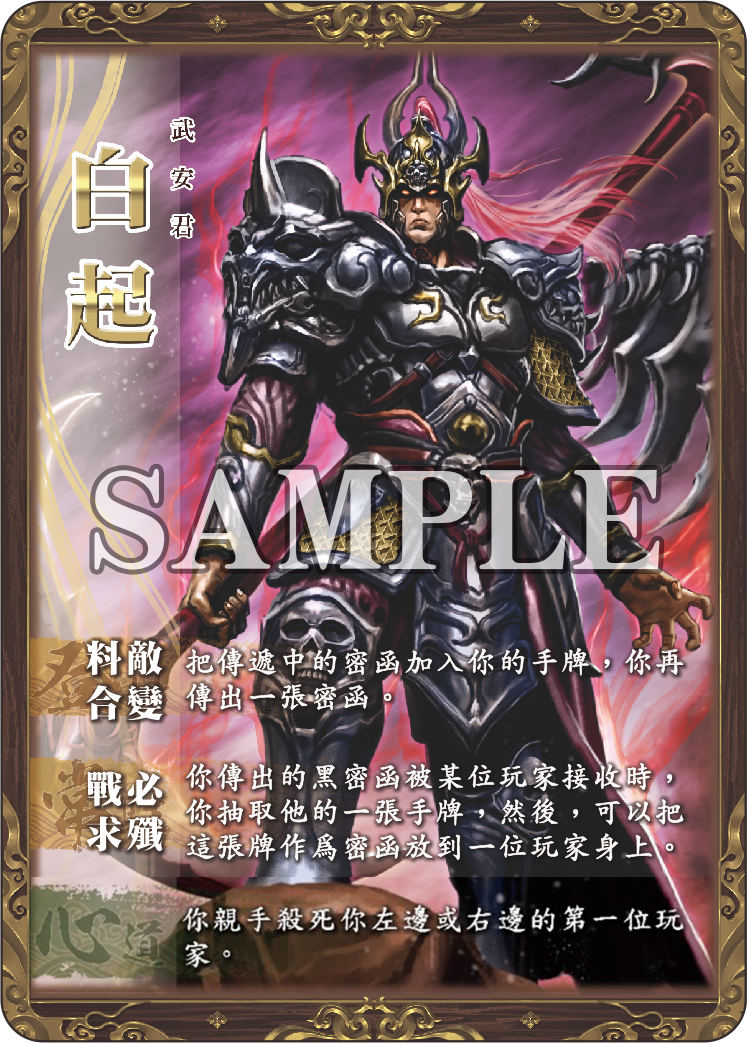 武安君
白起
SAMPLE
登
料敵
合變
把傳遞中的密函加入你的手牌，你再
傳出一張密函。
常
戰必
求殲
你傳出的黑密函被某位玩家接收時，
你抽取他的一張手牌，然後，可以把
這張牌作爲密函放到一位玩家身上。
心道
你親手殺死你左邊或右邊的第一位玩
家。